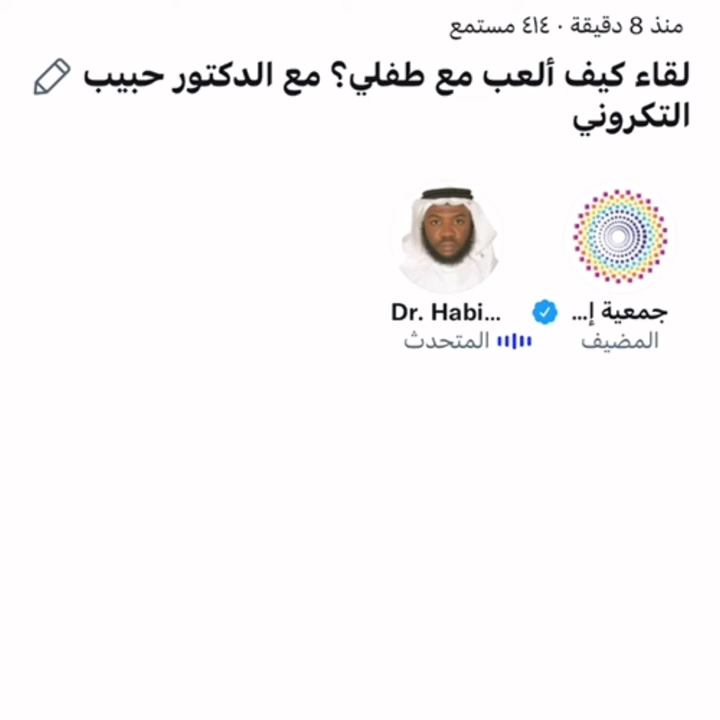 منذ 8 دقيقة · ٤١٤ مستمع
لقاء كيف ألعب مع طفلي؟ مع الدكتور حبيب
التكروني
جمعية إ... Dr. Habi...
المضيف المتحدث